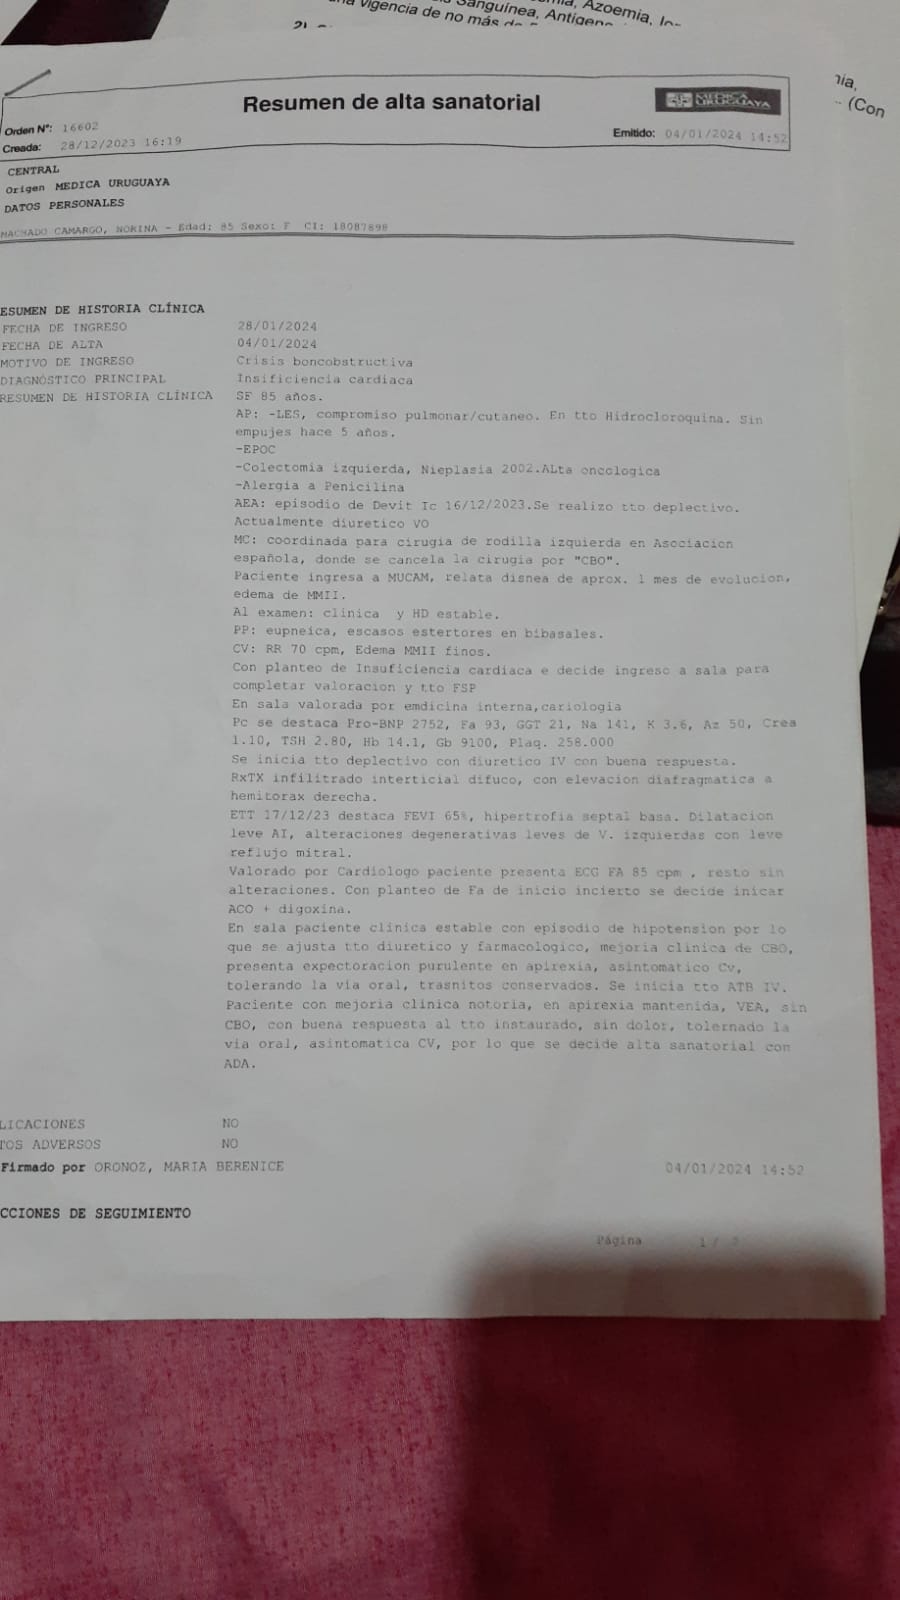 Sanguínea, Antígeno
vigencia de no más de
Azoemia,
(Con
Resumen de alta sanatorial
MEDICA
URUGUAYA
Orden Nº: 16602
Creada: 28/12/2023 16:19
Emitido: 04/01/2024 14:52
CENTRAL
Origen MEDICA URUGUAYA
DATOS PERSONALES
MACHADO CAMARGO, NORINA - Edad: 85 Sexo: F CI: 18087898
ESUMEN DE HISTORIA CLÍNICA
FECHA DE INGRESO 28/01/2024
FECHA DE ALTA 04/01/2024
MOTIVO DE INGRESO Crisis boncobstructiva
DIAGNÓSTICO PRINCIPAL Insificiencia cardiaca
RESUMEN DE HISTORIA CLÍNICA SF 85 años.
AP: -LES, compromiso pulmonar/cutaneo. En tto Hidrocloroquina. Sin
empujes hace 5 años.
-EPOC
-Colectomia izquierda, Nieplasia 2002.ALta oncologica
-Alergia a Penicilina
AEA: episodio de Devit Ic 16/12/2023.Se realizo tto deplectivo.
Actualmente diuretico VO
MC: coordinada para cirugia de rodilla izquierda en Asociacion
española, donde se cancela la cirugia por "CBO".
Paciente ingresa a MUCAM, relata disnea de aprox. 1 mes de evolucion,
edema de MMII.
Al examen: clinica y HD estable.
PP: eupneica, escasos estertores en bibasales.
CV: RR 70 cpm, Edema MMII finos.
Con planteo de Insuficiencia cardiaca e decide ingreso a sala para
completar valoracion y tto FSP
En sala valorada por emdicina interna,cariologia
Pc se destaca Pro-BNP 2752, Fa 93, GGT 21, Na 141, K 3.6, Az 50, Crea
1.10, TSH 2.80, Hb 14.1, Gb 9100, Plaq. 258.000
Se inicia tto deplectivo con diuretico IV con buena respuesta.
RxTX infilitrado interticial difuco, con elevacion diafragmatica a
hemitorax derecha.
ETT 17/12/23 destaca FEVI 65%, hipertrofia septal basa. Dilatacion
leve AI, alteraciones degenerativas leves de V. izquierdas con leve
reflujo mitral.
Valorado por Cardiologo paciente presenta ECG FA 85 cpm , resto sin
alteraciones. Con planteo de Fa de inicio incierto se decide inicar
ACO + digoxina.
En sala paciente clinica estable con episodio de hipotension por lo
que se ajusta tto diuretico y farmacologico, mejoria clinica de CBO,
presenta expectoracion purulente en apirexia, asintomatico Cv,
tolerando la via oral, trasnitos conservados. Se inicia tto ATB IV.
Paciente con mejoria clinica notoria, en apirexia mantenida, VEA, sin
CBO, con buena respuesta al tto instaurado, sin dolor, tolernado la
via oral, asintomatica CV, por lo que se decide alta sanatorial con
ADA.
LICACIONES NO
TOS ADVERSOS NO
Firmado por ORONOZ, MARIA BERENICE 04/01/2024 14:52
CCIONES DE SEGUIMIENTO
Página 1 /